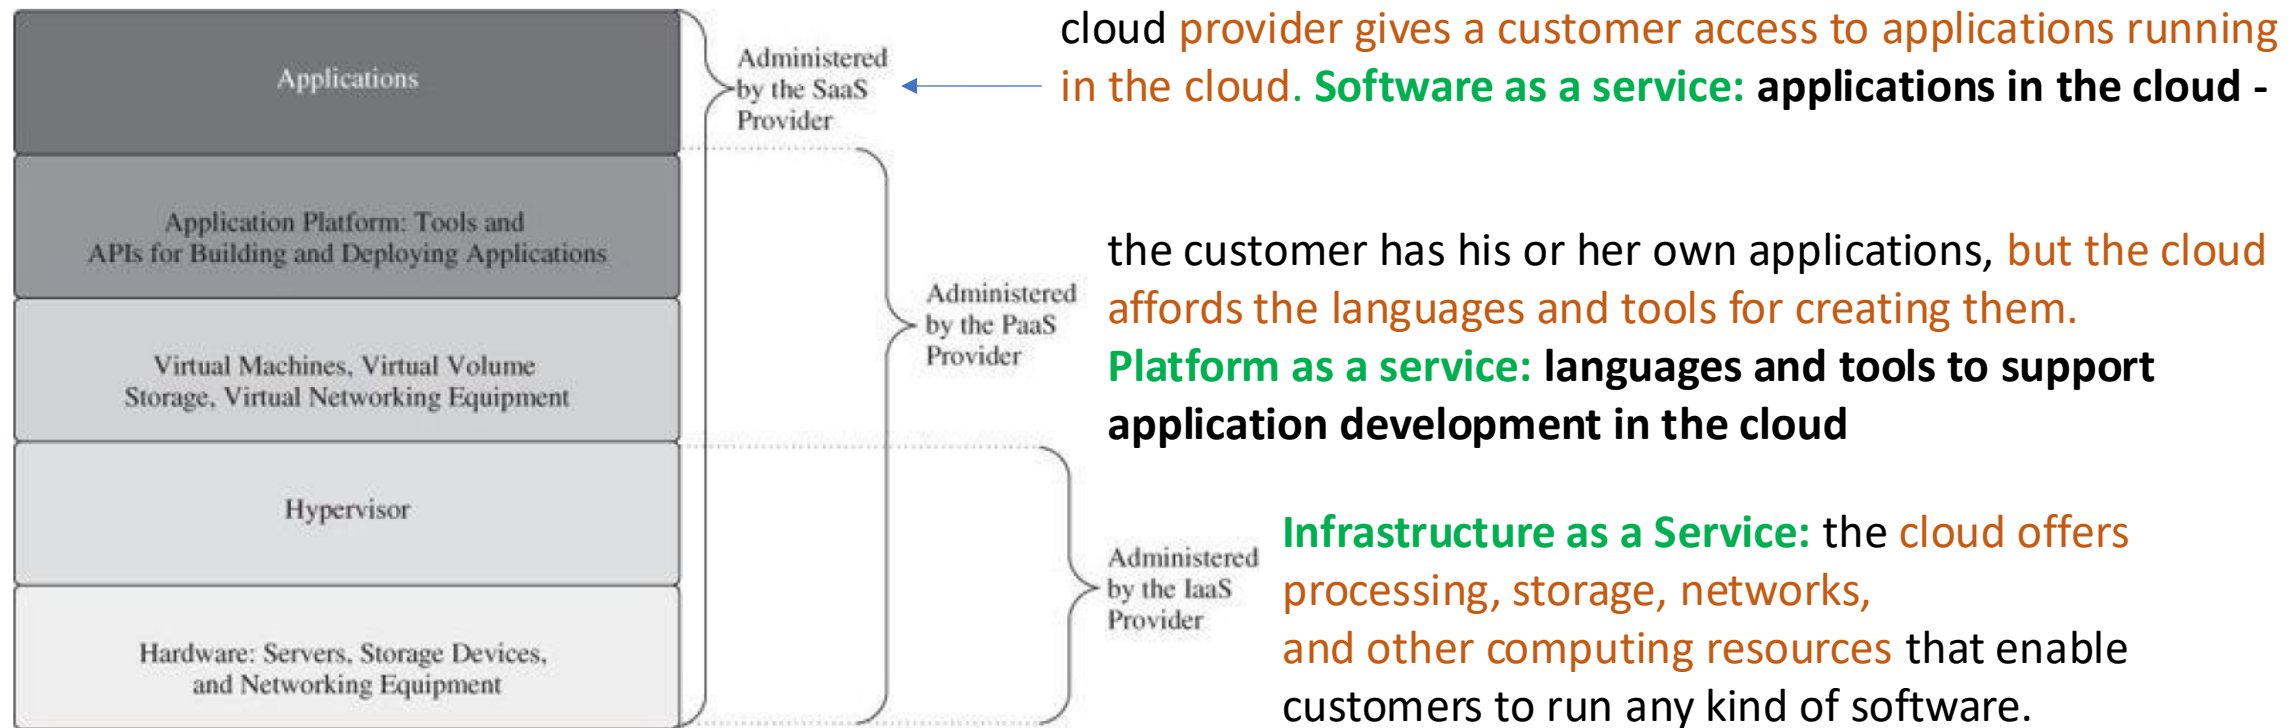 Applications
Application Platform: Tools and
APIs for Building and Deploying Applications
Virtual Machines, Virtual Volume
Storage, Virtual Networking Equipment
Hypervisor
Hardware: Servers, Storage Devices,
and Networking Equipment
Administered
by the SaaS
Provider
Administered
by the PaaS
Provider
Administered
by the IaaS
Provider
cloud provider gives a customer access to applications running
in the cloud. Software as a service: applications in the cloud -
the customer has his or her own applications, but the cloud
affords the languages and tools for creating them.
Platform as a service: languages and tools to support
application development in the cloud
Infrastructure as a Service: the cloud offers
processing, storage, networks,
and other computing resources that enable
customers to run any kind of software.